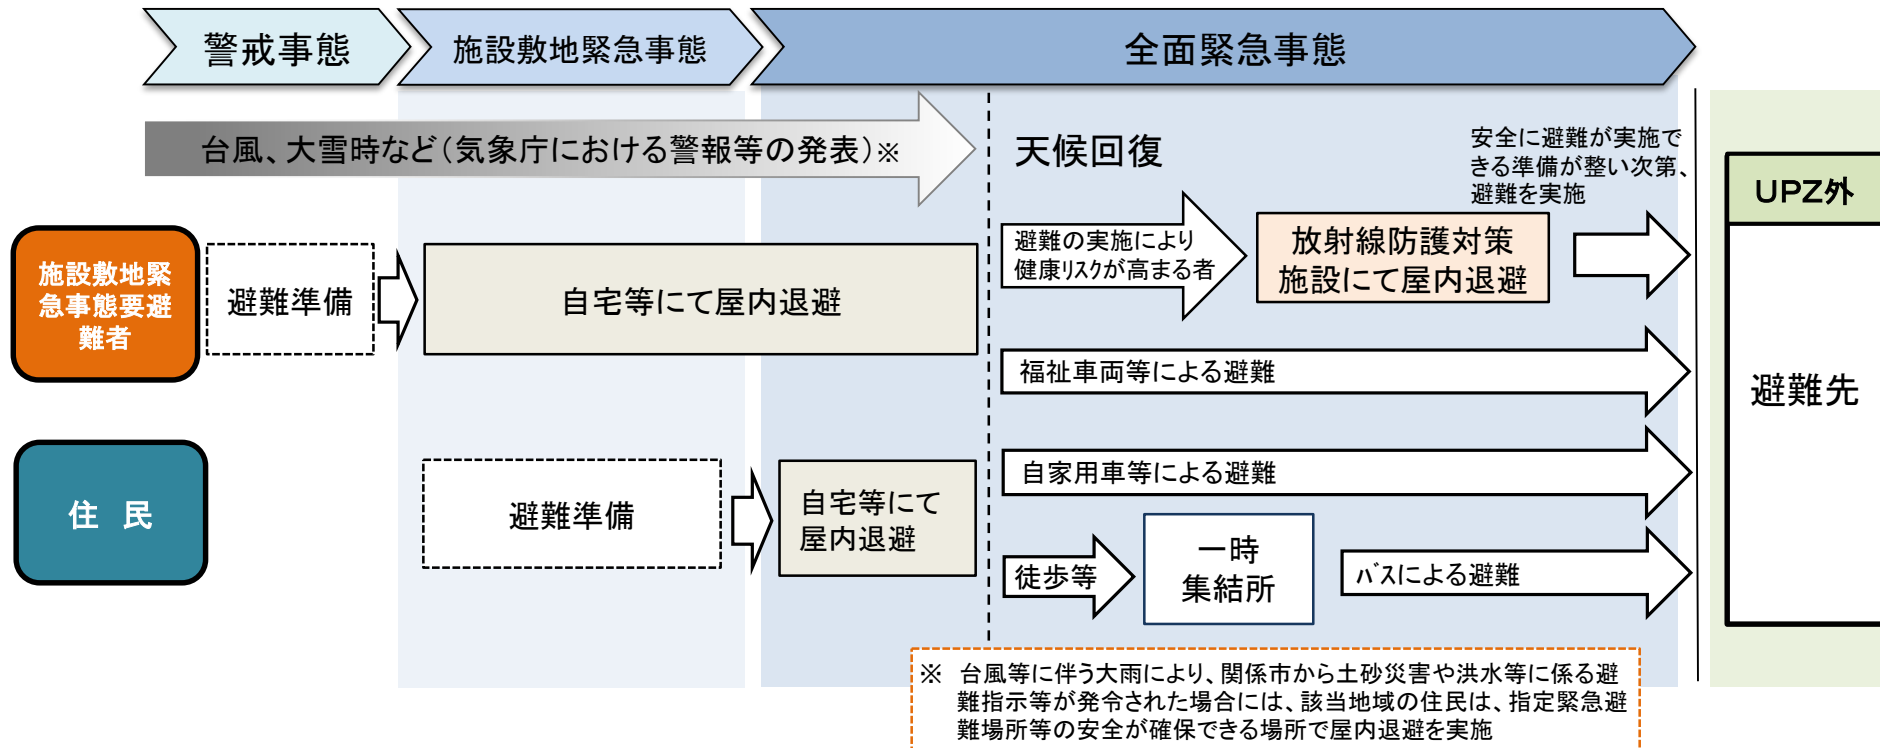 警戒事態
施設敷地緊急事態
全面緊急事態
台風、大雪時など(気象庁における警報等の発表)※
天候回復
安全に避難が実施で
きる準備が整い次第、
避難を実施
UPZ外
避難先
施設敷地緊
急事態要避
難者
避難準備
自宅等にて屋内退避
避難の実施により
健康リスクが高まる者
放射線防護対策
施設にて屋内退避
福祉車両等による避難
住 民
避難準備
自宅等にて
屋内退避
自家用車等による避難
徒歩等
一時
集結所
バスによる避難
※ 台風等に伴う大雨により、関係市から土砂災害や洪水等に係る避
難指示等が発令された場合には、該当地域の住民は、指定緊急避
難場所等の安全が確保できる場所で屋内退避を実施